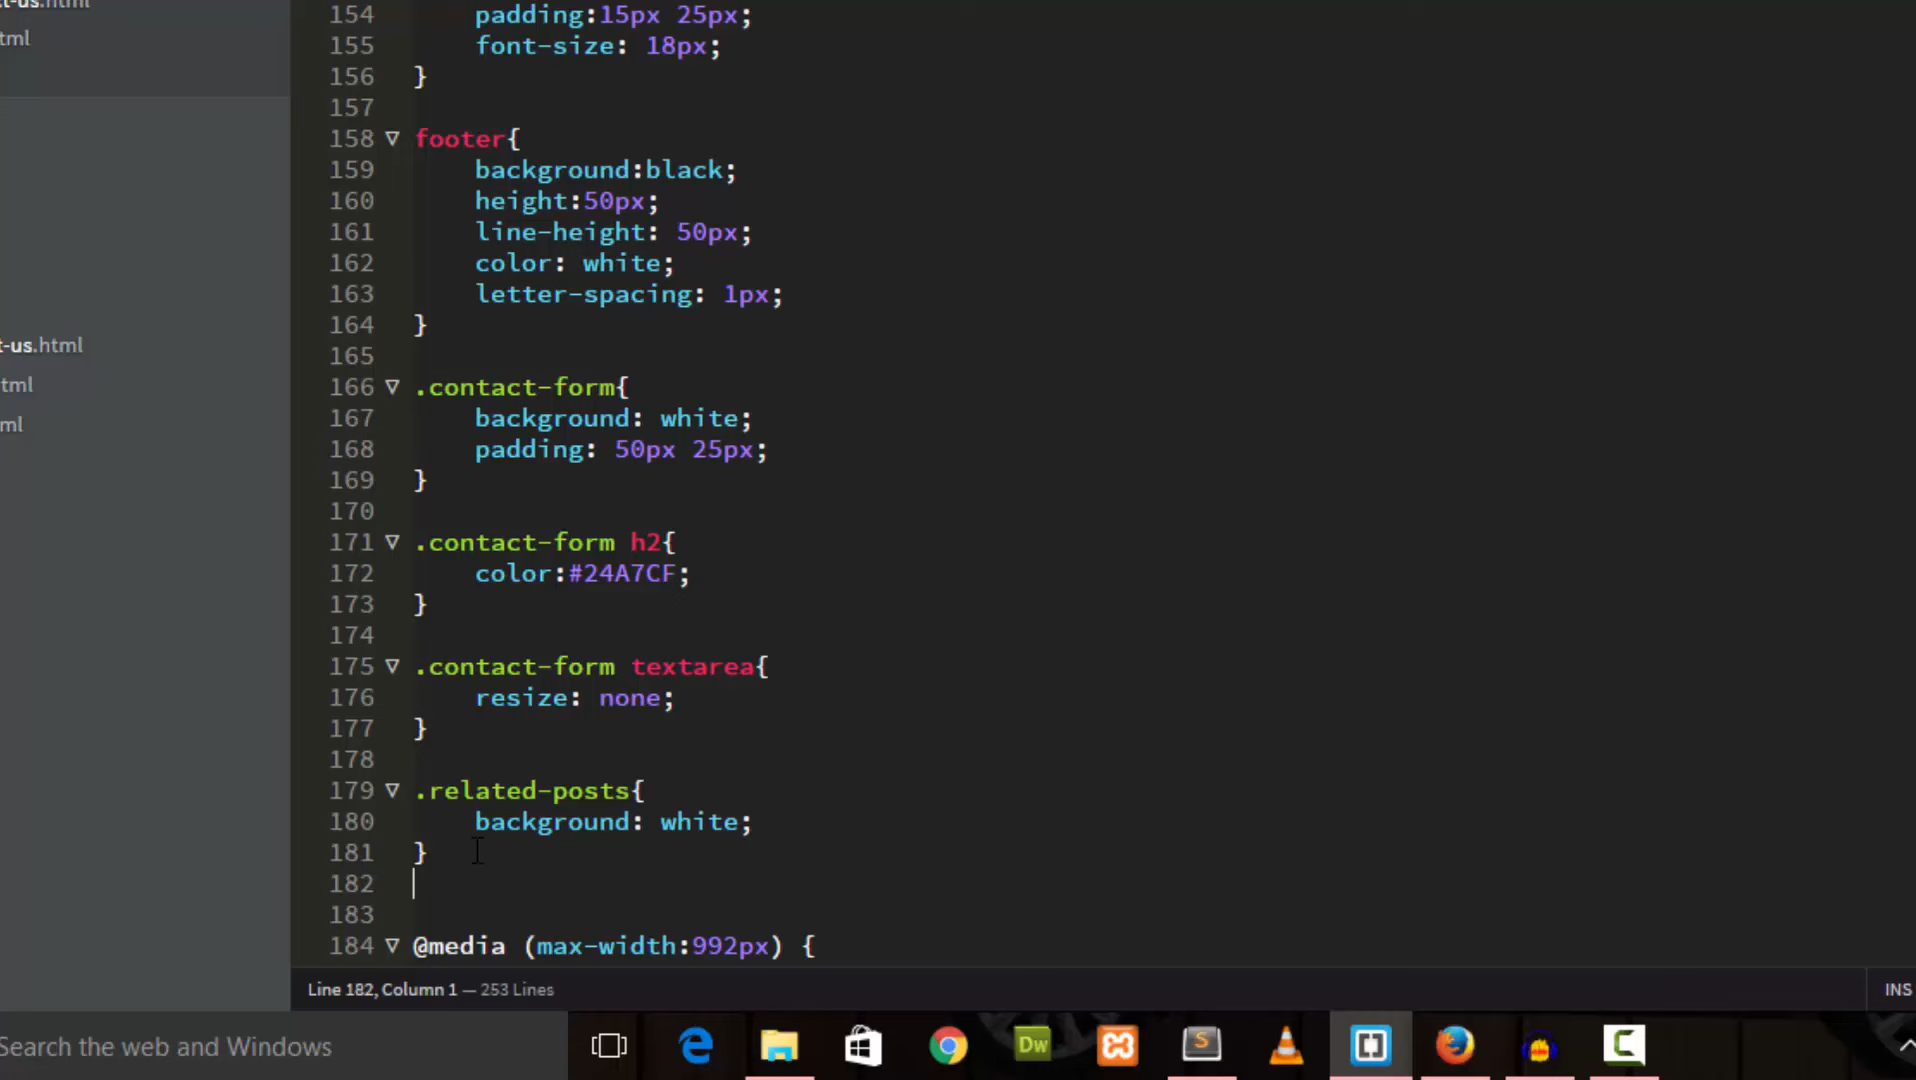 t-us.html
tml
t-us.html
tml
ml
154 padding:15px 25px;
155 font-size: 18px;
156 }
157
158 footer{
159 background:black;
160 height:50px;
161 line-height: 50px;
162 color: white;
163 letter-spacing: 1px;
164 }
165
166 .contact-form{
167 background: white;
168 padding: 50px 25px;
169 }
170
171 .contact-form h2{
172 color:#24A7CF;
173 }
174
175 .contact-form textarea{
176 resize: none;
177 }
178
179 .related-posts{
180 background: white;
181 }
182
183
184 @media (max-width:992px) {
Line 182, Column 1 — 253 Lines
INS
Search the web and Windows
Dw
S